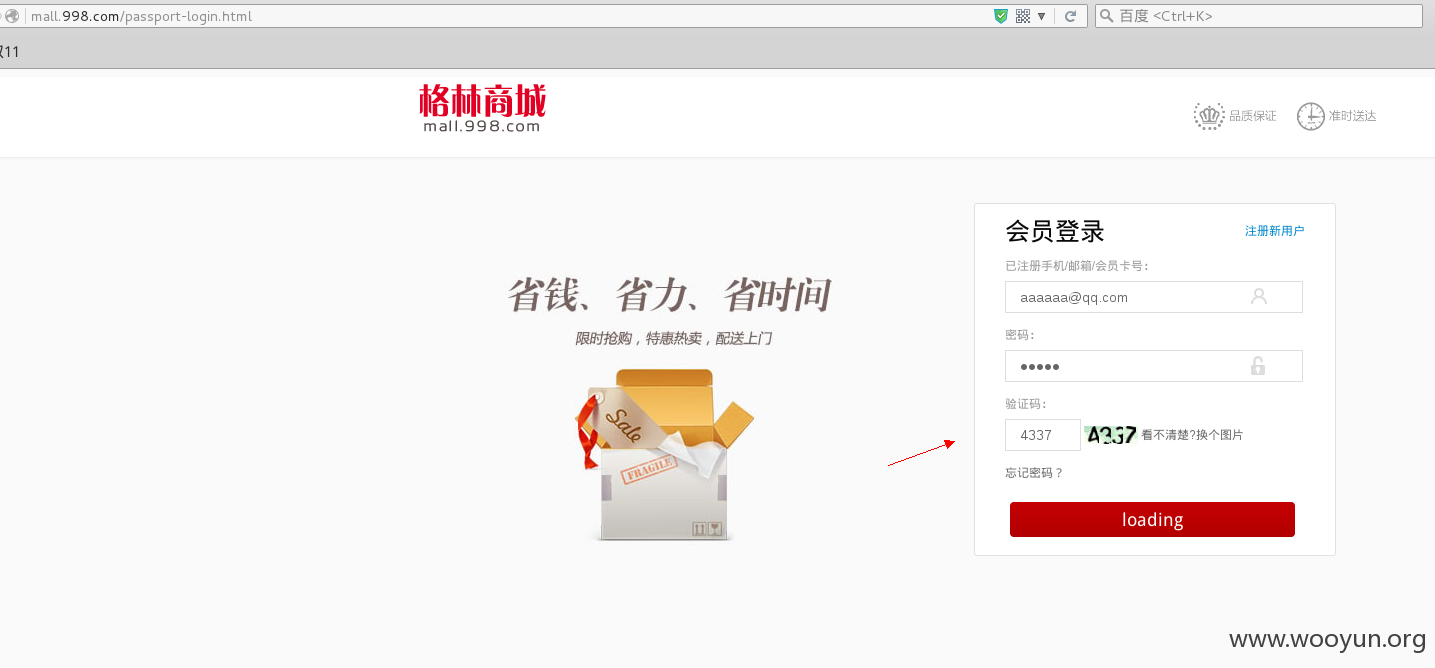 mall.998.com/passport-login.html
百度 <Ctrl+K>
11
格林商城
mall.998.com
品质保证
准时送达
会员登录
注册新用户
已注册手机/邮箱/会员卡号:
aaaaaa@qq.com
省钱、省力、省时间
限时抢购，特惠热卖，配送上门
密码:
•••••
验证码:
4337
4337
看不清楚?换个图片
Sale
FRAGILE
忘记密码？
loading
www.wooyun.org